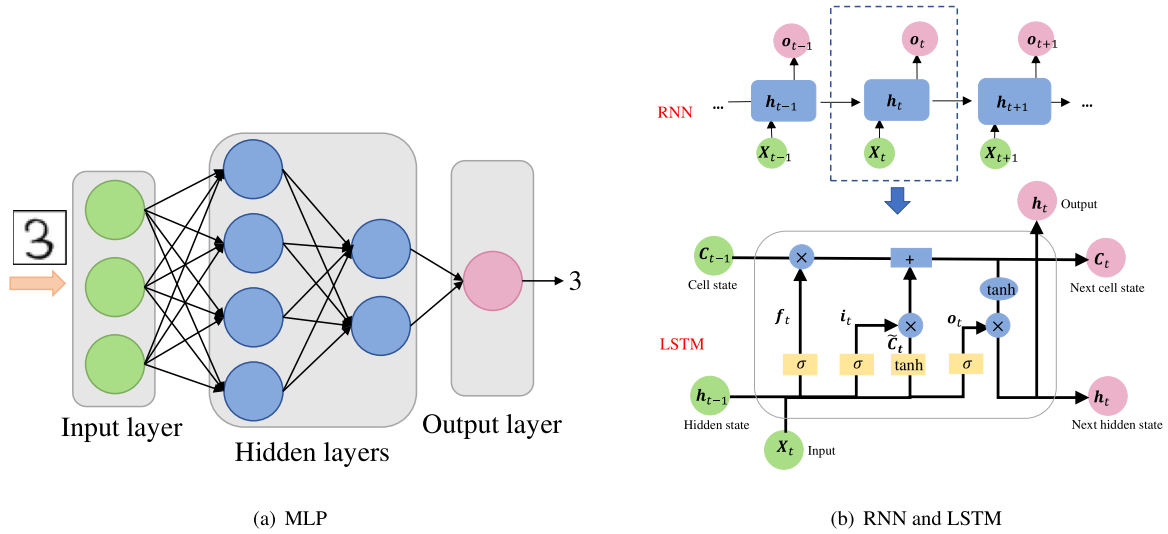 3
3
Input layer
Hidden layers
Output layer
(a) MLP
RNN
...
o_{t−1}
o_t
o_{t+1}
h_{t−1}
h_t
h_{t+1}
...
X_{t−1}
X_t
X_{t+1}
h_t
Output
C_{t−1}
×
+
C_t
Cell state
tanh
Next cell state
f_t
i_t
×
o_t
×
C̃_t
LSTM
σ
σ
tanh
σ
h_{t−1}
h_t
Hidden state
Next hidden state
X_t
Input
(b) RNN and LSTM